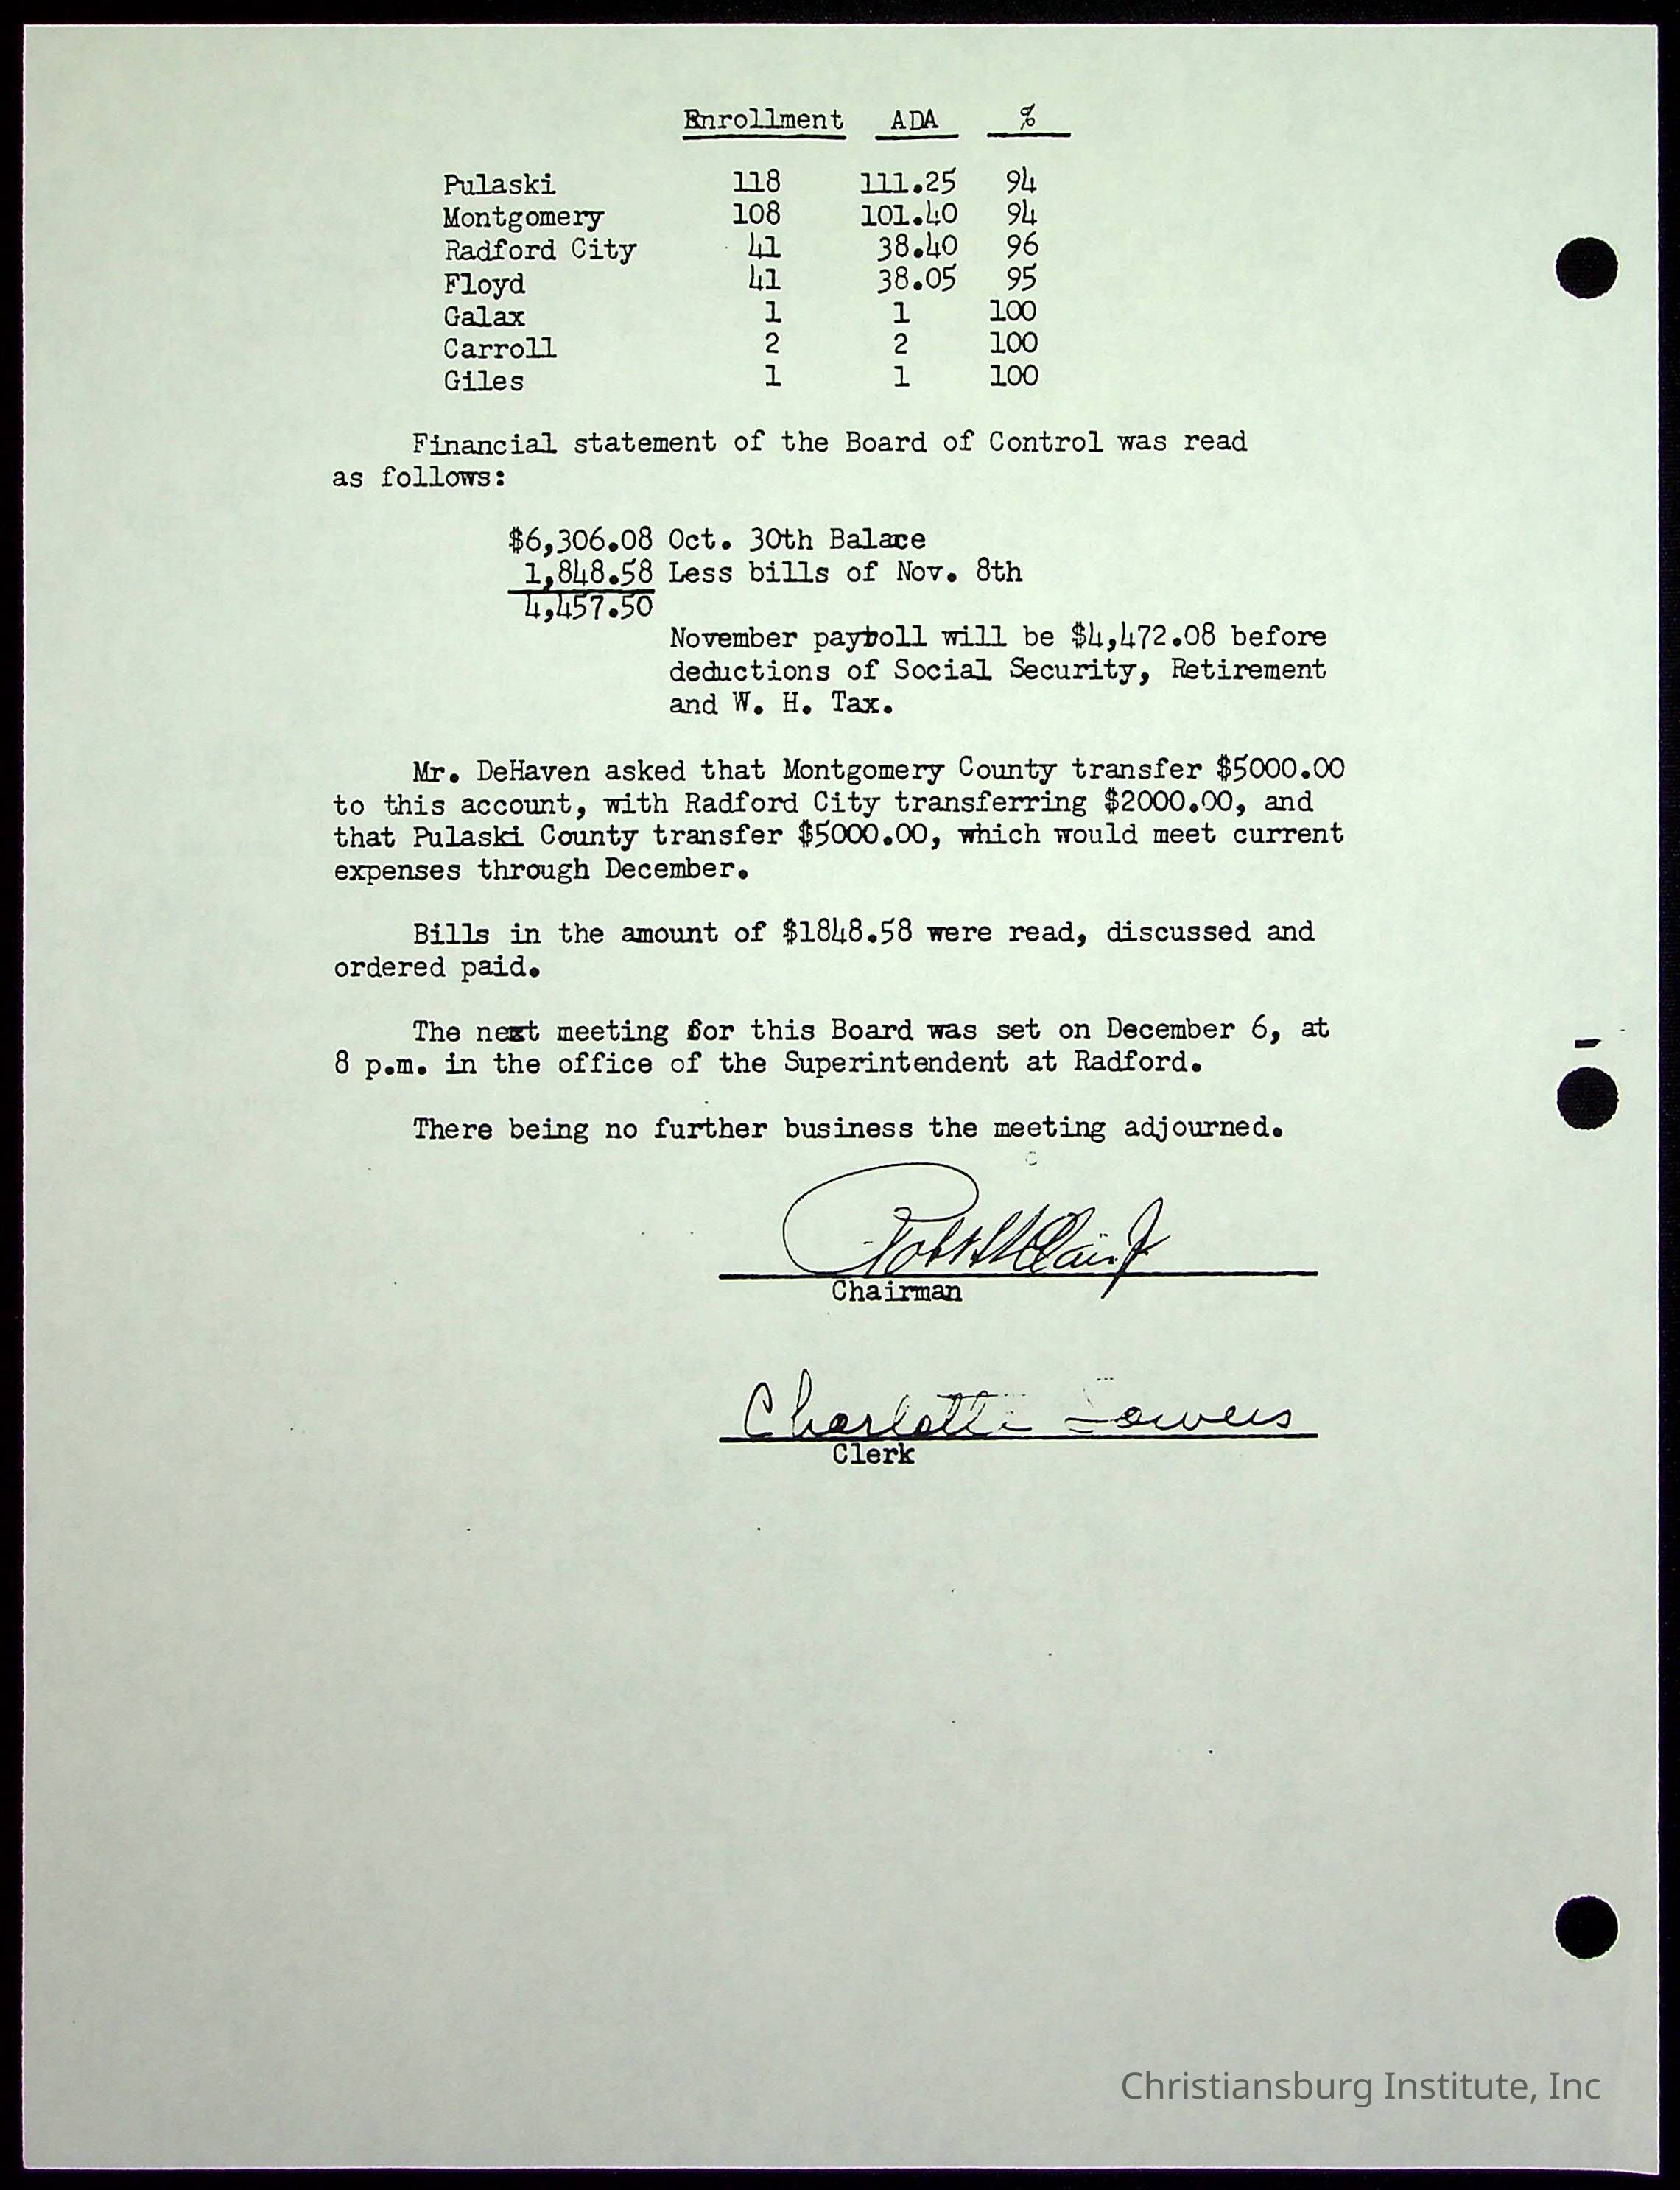 Enrollment ADA %
Pulaski 118 111.25 94
Montgomery 108 101.40 94
Radford City 41 38.40 96
Floyd 41 38.05 95
Galax 1 1 100
Carroll 2 2 100
Giles 1 1 100
Financial statement of the Board of Control was read
as follows:
$6,306.08 Oct. 30th Balace
1,848.58 Less bills of Nov. 8th
4,457.50
November payroll will be $4,472.08 before
deductions of Social Security, Retirement
and W. H. Tax.
Mr. DeHaven asked that Montgomery County transfer $5000.00
to this account, with Radford City transferring $2000.00, and
that Pulaski County transfer $5000.00, which would meet current
expenses through December.
Bills in the amount of $1848.58 were read, discussed and
ordered paid.
The next meeting for this Board was set on December 6, at
8 p.m. in the office of the Superintendent at Radford.
There being no further business the meeting adjourned.
Chairman
Charlotte
Clerk
Christiansburg Institute, Inc